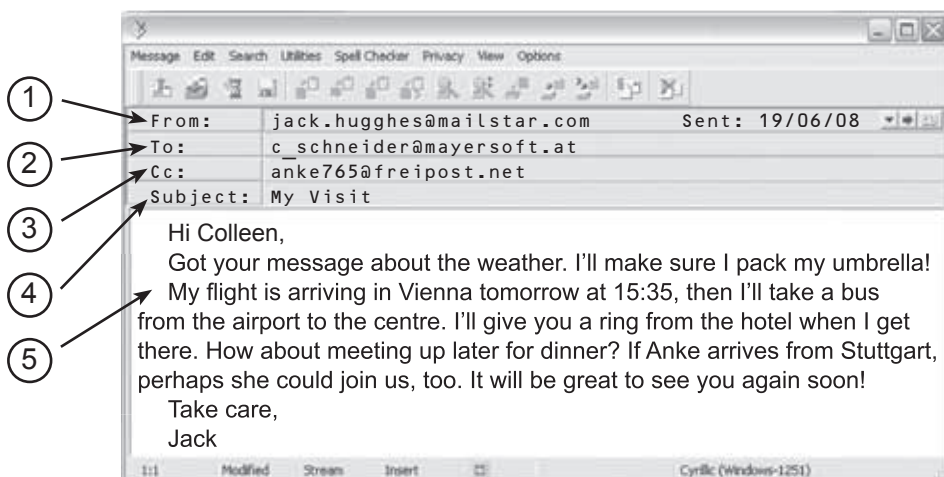 Message Edit Search Utilities Spell Checker Privacy View Options
1 From: jack.hugghes@mailstar.com Sent: 19/06/08
2 To: c_schneider@mayersoft.at
3 Cc: anke765@freipost.net
4 Subject: My Visit
Hi Colleen,
Got your message about the weather. I'll make sure I pack my umbrella!
5 My flight is arriving in Vienna tomorrow at 15:35, then I'll take a bus
from the airport to the centre. I'll give you a ring from the hotel when I get
there. How about meeting up later for dinner? If Anke arrives from Stuttgart,
perhaps she could join us, too. It will be great to see you again soon!
Take care,
Jack
1:1 Modified Stream Insert Cyrillic (Windows-1251)